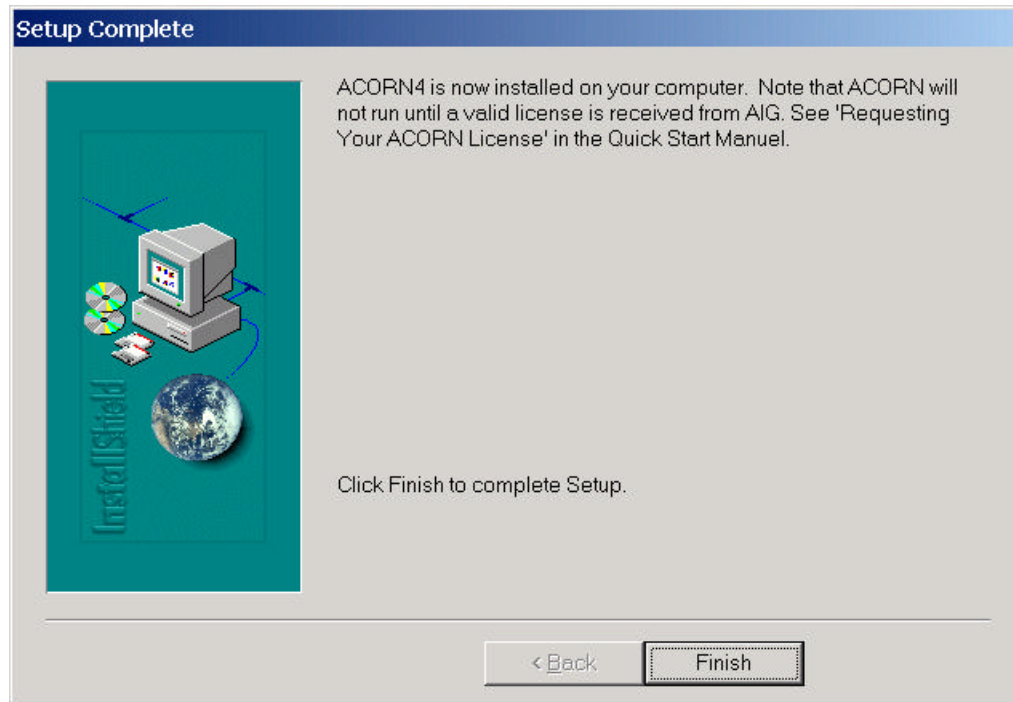 Setup Complete
ACORN4 is now installed on your computer. Note that ACORN will
not run until a valid license is received from AIG. See 'Requesting
Your ACORN License' in the Quick Start Manuel.
InstallShield
Click Finish to complete Setup.
< Back
Finish